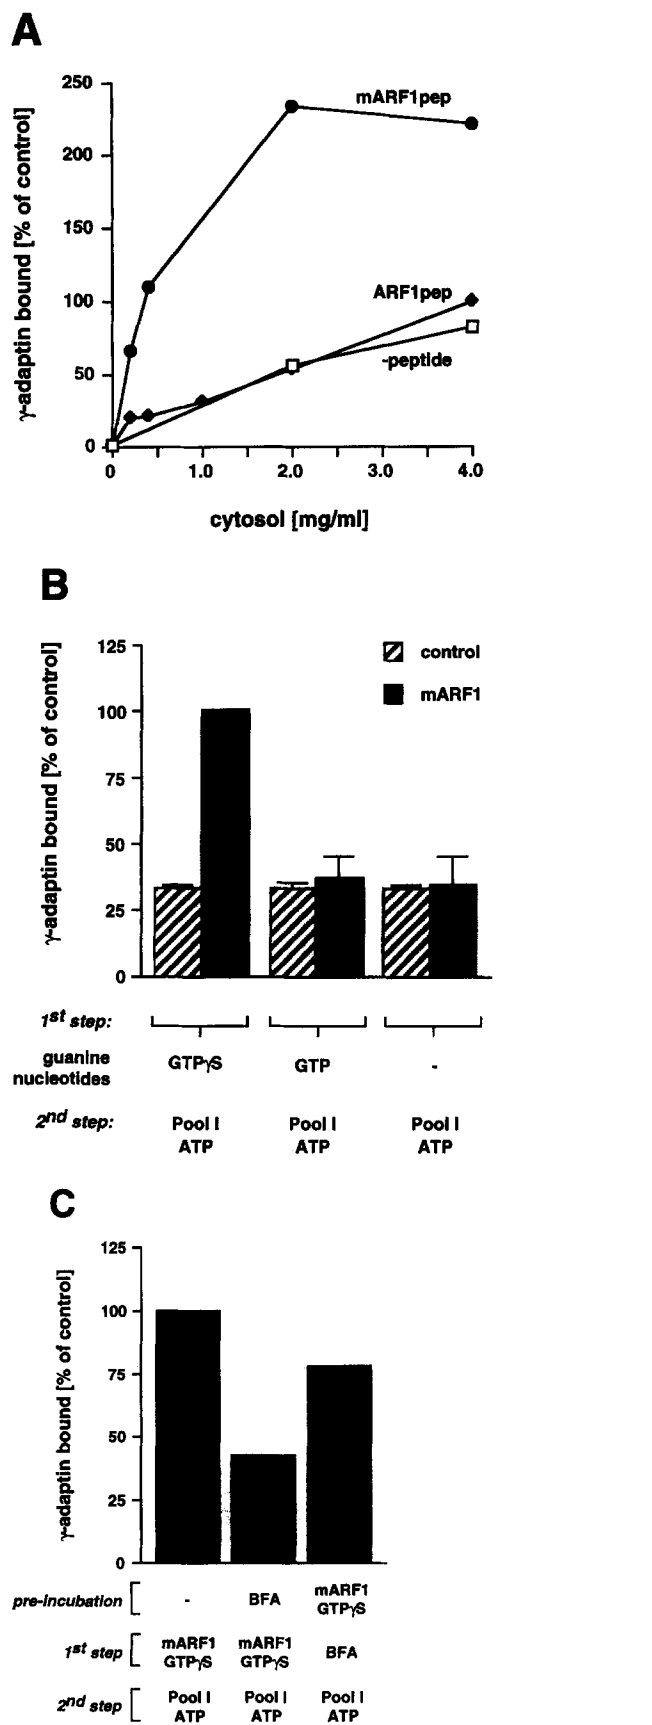 A
γ-adaptin bound [% of control]
250
200
150
100
50
0
mARF1pep
ARF1pep
-peptide
0 1.0 2.0 3.0 4.0
cytosol [mg/ml]
B
γ-adaptin bound [% of control]
125
100
75
50
25
0
control
mARF1
1st step:
guanine
nucleotides
GTPγS GTP -
2nd step:
Pool I Pool I Pool I
ATP ATP ATP
C
γ-adaptin bound [% of control]
125
100
75
50
25
0
pre-incubation - BFA mARF1
GTPγS
1st step mARF1 mARF1 BFA
GTPγS GTPγS
2nd step Pool I Pool I Pool I
ATP ATP ATP